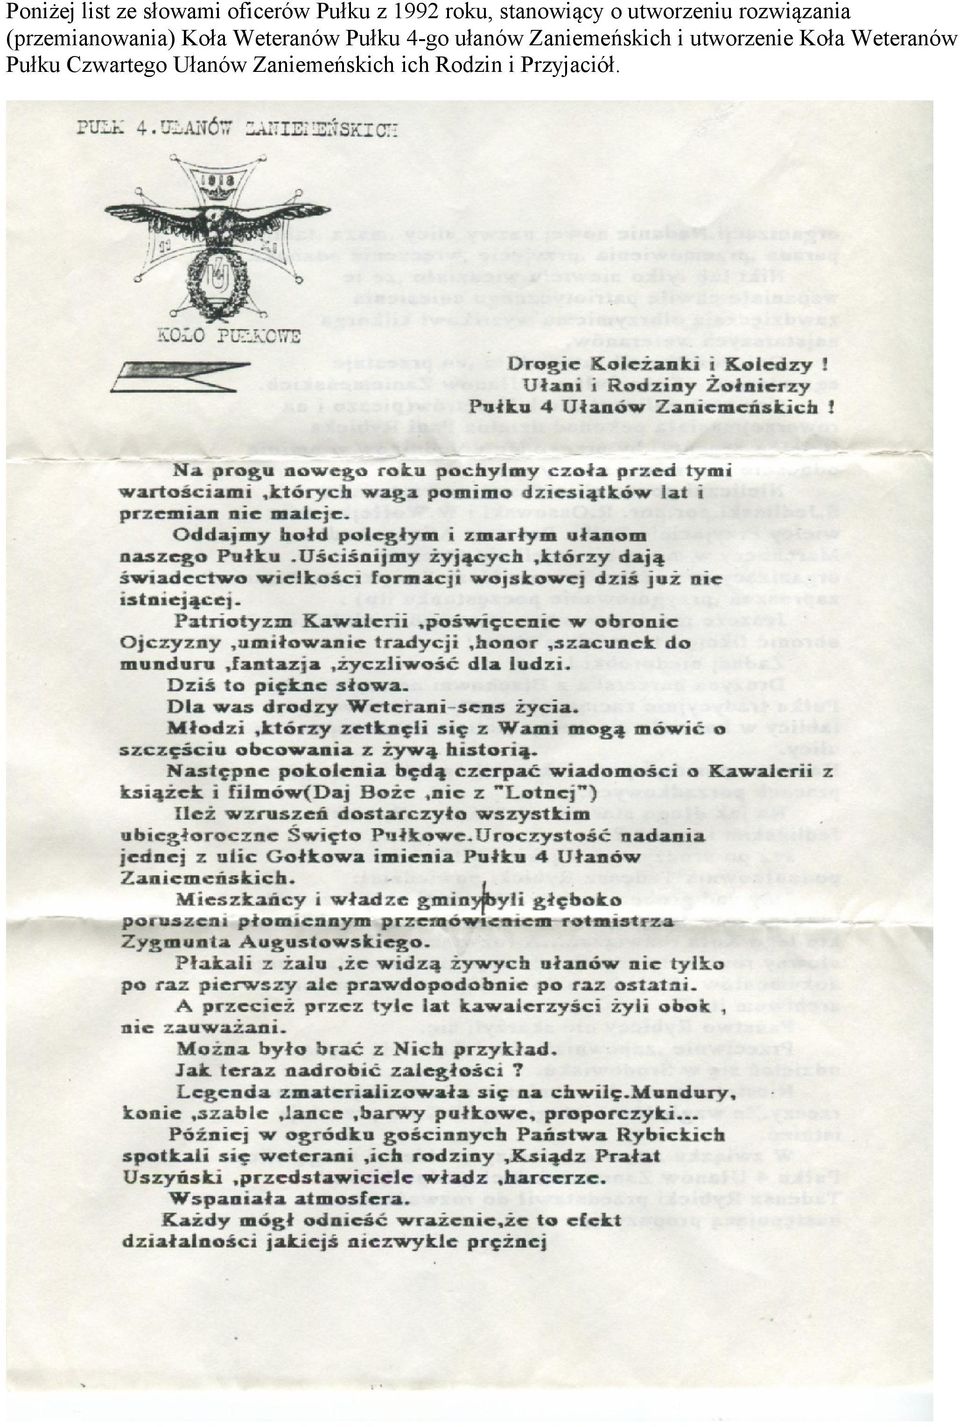 Poniżej list ze słowami oficerów Pułku z 1992 roku, stanowiący o utworzeniu rozwiązania
(przemianowania) Koła Weteranów Pułku 4-go ułanów Zaniemeńskich i utworzenie Koła Weteranów
Pułku Czwartego Ułanów Zaniemeńskich ich Rodzin i Przyjaciół.
PUŁK 4.UŁANÓW ZANIEMEŃSKICH
1918
11 XI
KOŁO PUŁKOWE
Drogie Koleżanki i Koledzy !
Ułani i Rodziny Żołnierzy
Pułku 4 Ułanów Zaniemeńskich !
Na progu nowego roku pochylmy czoła przed tymi
wartościami ,których waga pomimo dziesiątków lat i
przemian nie maleje.
Oddajmy hołd poległym i zmarłym ułanom
naszego Pułku .Uściśnijmy żyjących ,którzy dają
świadectwo wielkości formacji wojskowej dziś już nie
istniejącej.
Patriotyzm Kawalerii ,poświęcenie w obronie
Ojczyzny ,umiłowanie tradycji ,honor ,szacunek do
munduru ,fantazja ,życzliwość dla ludzi.
Dziś to piękne słowa.
Dla was drodzy Weterani-sens życia.
Młodzi ,którzy zetknęli się z Wami mogą mówić o
szczęściu obcowania z żywą historią.
Następne pokolenia będą czerpać wiadomości o Kawalerii z
książek i filmów(Daj Boże ,nie z "Lotnej")
Ileż wzruszeń dostarczyło wszystkim
ubiegłoroczne Święto Pułkowe.Uroczystość nadania
jednej z ulic Gołkowa imienia Pułku 4 Ułanów
Zaniemeńskich.
Mieszkańcy i władze gminy byli głęboko
poruszeni płomiennym przemówieniem rotmistrza
Zygmunta Augustowskiego.
Płakali z żalu ,że widzą żywych ułanów nie tylko
po raz pierwszy ale prawdopodobnie po raz ostatni.
A przecież przez tyle lat kawalerzyści żyli obok ,
nie zauważani.
Można było brać z Nich przykład.
Jak teraz nadrobić zaległości ?
Legenda zmaterializowała się na chwilę.Mundury,
konie ,szable ,lance ,barwy pułkowe, proporczyki...
Później w ogródku gościnnych Państwa Rybickich
spotkali się weterani ,ich rodziny ,Ksiądz Prałat
Uszyński ,przedstawiciele władz ,harcerze.
Wspaniała atmosfera.
Każdy mógł odnieść wrażenie,że to efekt
działalności jakiejś niezwykle prężnej